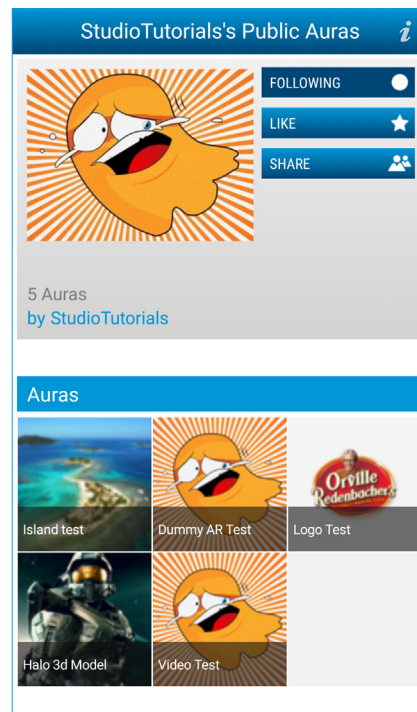 StudioTutorials's Public Auras i
FOLLOWING
LIKE
SHARE
5 Auras
by StudioTutorials
Auras
Island test
Dummy AR Test
Orville
Redenbacher's
Logo Test
Halo 3d Model
Video Test